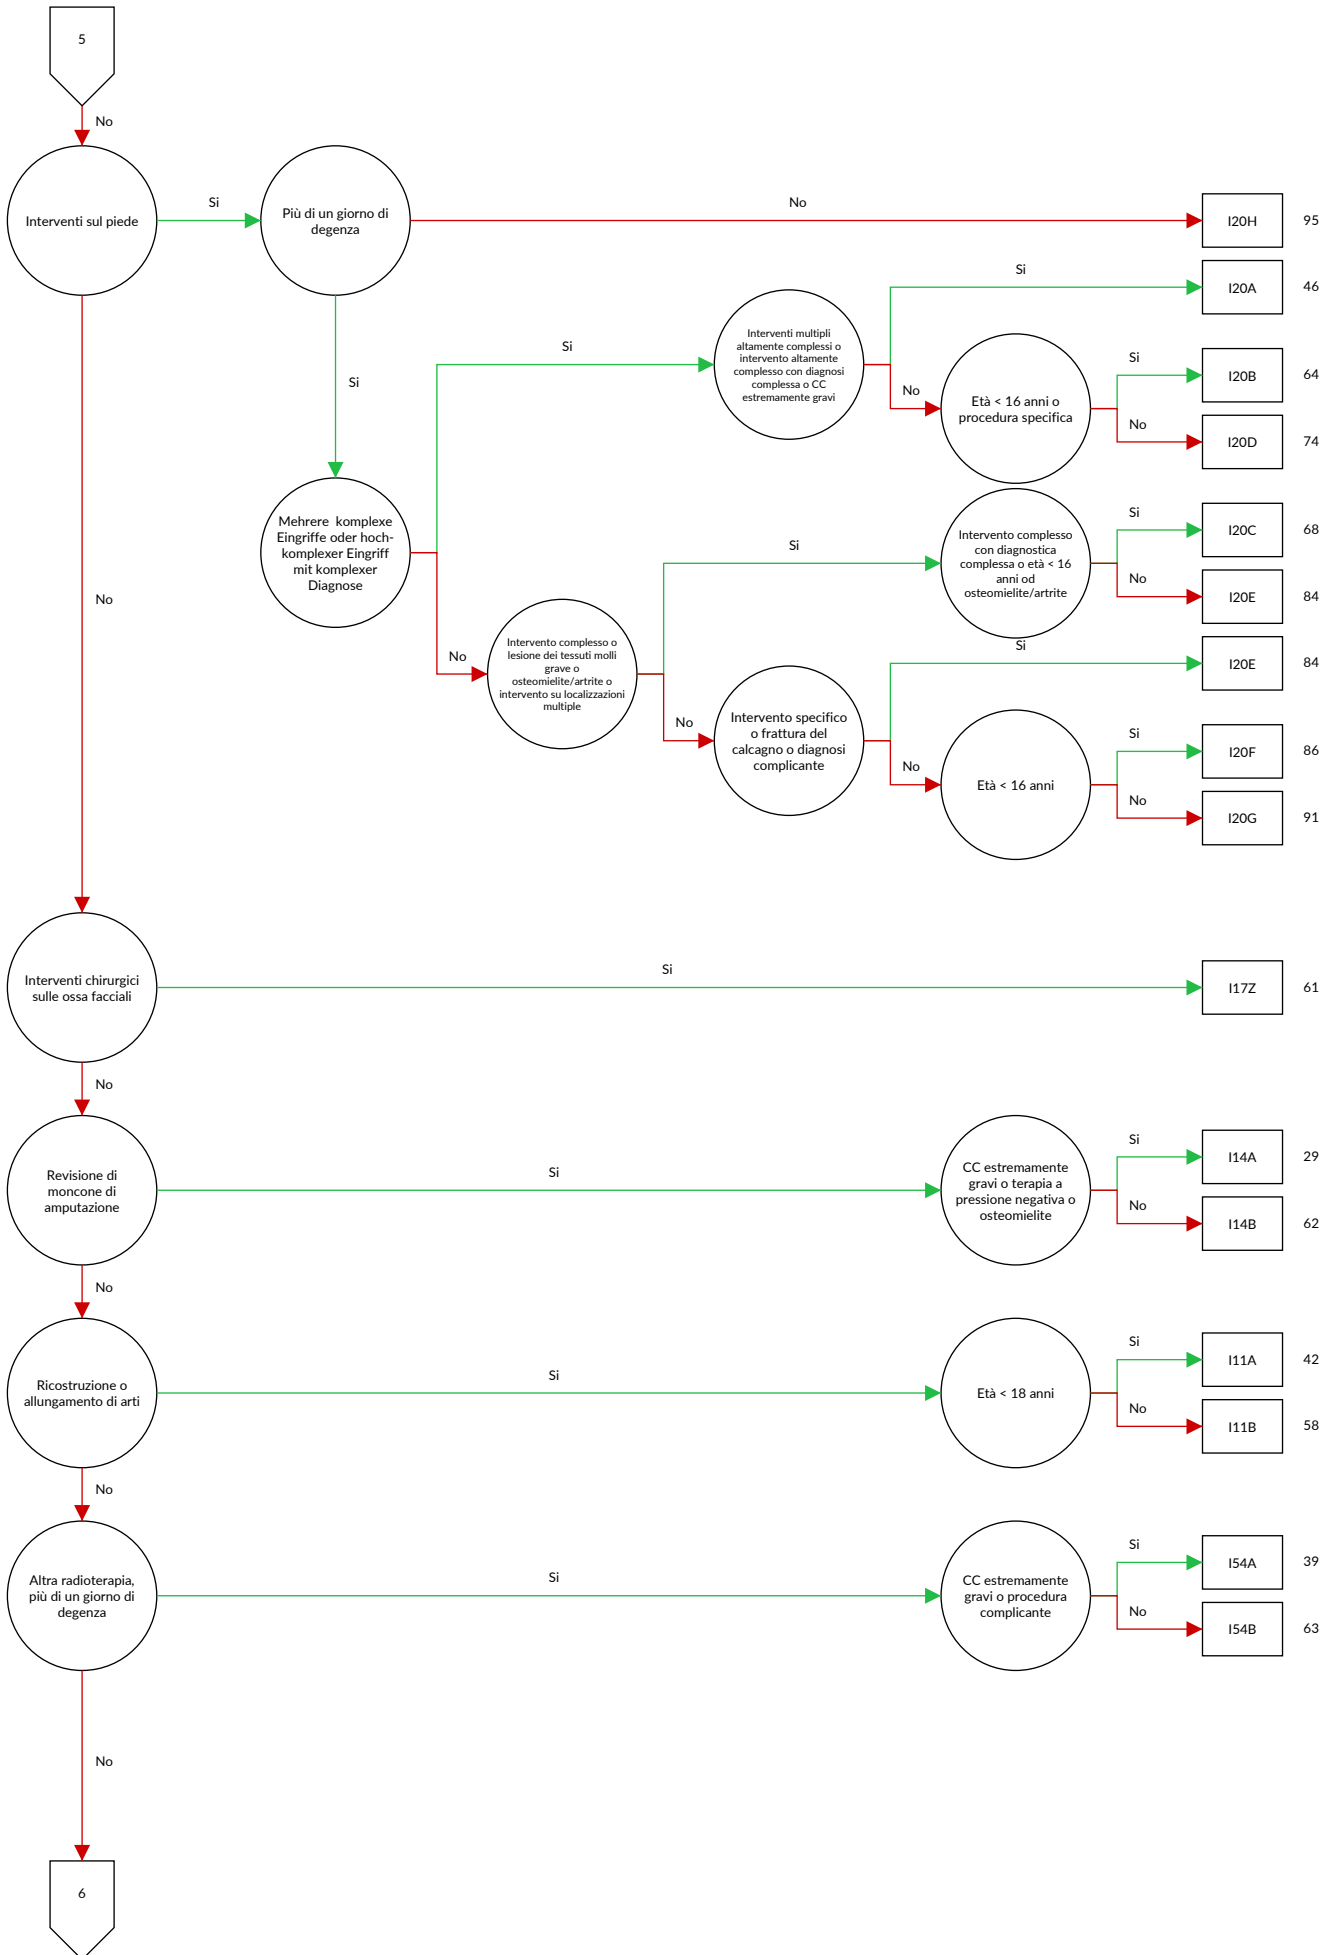 5
No
Interventi sul piede
Si
Più di un giorno di
degenza
No
I20H
95
Si
I20A
46
Si
Interventi multipli
altamente complessi o
intervento altamente
complesso con diagnosi
complessa o CC
estremamente gravi
Si
No
Età < 16 anni o
procedura specifica
Si
I20B
64
No
I20D
74
Mehrere komplexe
Eingriffe oder hoch-
komplexer Eingriff
mit komplexer
Diagnose
Si
Intervento complesso
con diagnostica
complessa o età < 16
anni od
osteomielite/artrite
Si
I20C
68
No
I20E
84
No
No
Intervento complesso o
lesione dei tessuti molli
grave o
osteomielite/artrite o
intervento su localizzazioni
multiple
Si
I20E
84
No
Intervento specifico
o frattura del
calcagno o diagnosi
complicante
No
Età < 16 anni
Si
I20F
86
No
I20G
91
Interventi chirurgici
sulle ossa facciali
Si
I17Z
61
No
Revisione di
moncone di
amputazione
Si
CC estremamente
gravi o terapia a
pressione negativa o
osteomielite
Si
I14A
29
No
I14B
62
No
Ricostruzione o
allungamento di arti
Si
Età < 18 anni
Si
I11A
42
No
I11B
58
No
Altra radioterapia,
più di un giorno di
degenza
Si
CC estremamente
gravi o procedura
complicante
Si
I54A
39
No
I54B
63
No
6